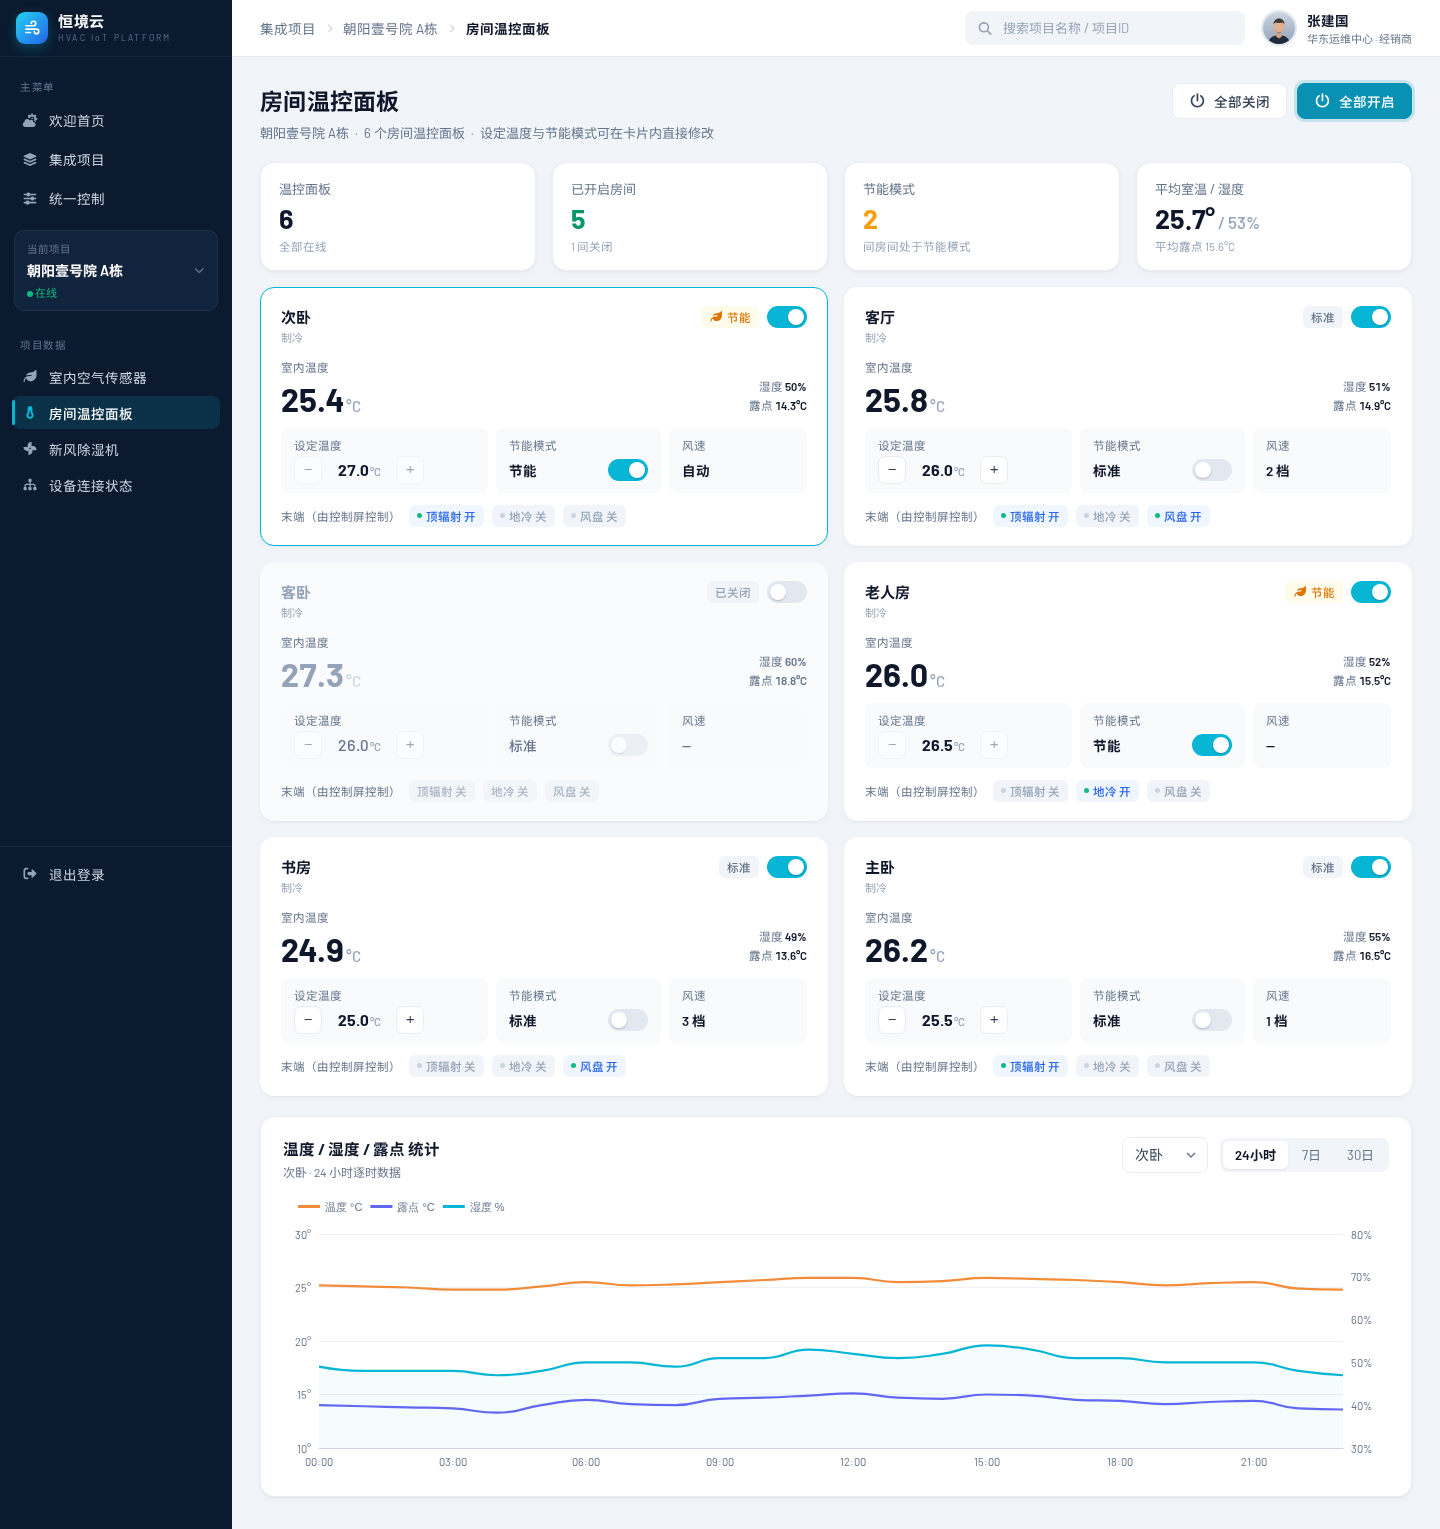 恒境云
HVAC IoT PLATFORM
主菜单
欢迎首页
集成项目
统一控制
当前项目
朝阳壹号院 A栋
在线
项目数据
室内空气传感器
房间温控面板
新风除湿机
设备连接状态
退出登录
集成项目 朝阳壹号院 A栋 房间温控面板
搜索项目名称 / 项目ID
张建国
华东运维中心 · 经销商
房间温控面板
朝阳壹号院 A栋 · 6 个房间温控面板 · 设定温度与节能模式可在卡片内直接修改
全部关闭
全部开启
温控面板
6
全部在线
已开启房间
5
1 间关闭
节能模式
2
间房间处于节能模式
平均室温 / 湿度
25.7° / 53%
平均露点 15.6°C
次卧
节能
制冷
室内温度
25.4°C
湿度 50%
露点 14.3°C
设定温度
− 27.0°C +
节能模式
节能
风速
自动
末端（由控制屏控制） 顶辐射 开 地冷 关 风盘 关
客厅
标准
制冷
室内温度
25.8°C
湿度 51%
露点 14.9°C
设定温度
− 26.0°C +
节能模式
标准
风速
2 档
末端（由控制屏控制） 顶辐射 开 地冷 关 风盘 开
客卧
已关闭
制冷
室内温度
27.3°C
湿度 60%
露点 18.8°C
设定温度
− 26.0°C +
节能模式
标准
风速
–
末端（由控制屏控制） 顶辐射 关 地冷 关 风盘 关
老人房
节能
制冷
室内温度
26.0°C
湿度 52%
露点 15.5°C
设定温度
− 26.5°C +
节能模式
节能
风速
–
末端（由控制屏控制） 顶辐射 关 地冷 开 风盘 关
书房
标准
制冷
室内温度
24.9°C
湿度 49%
露点 13.6°C
设定温度
− 25.0°C +
节能模式
标准
风速
3 档
末端（由控制屏控制） 顶辐射 关 地冷 关 风盘 开
主卧
标准
制冷
室内温度
26.2°C
湿度 55%
露点 16.5°C
设定温度
− 25.5°C +
节能模式
标准
风速
1 档
末端（由控制屏控制） 顶辐射 开 地冷 关 风盘 关
温度 / 湿度 / 露点 统计
次卧 · 24 小时逐时数据
次卧
24小时 7日 30日
温度 °C 露点 °C 湿度 %
30° 80%
70%
25°
60%
20°
50%
15°
40%
10° 30%
00:00 03:00 06:00 09:00 12:00 15:00 18:00 21:00